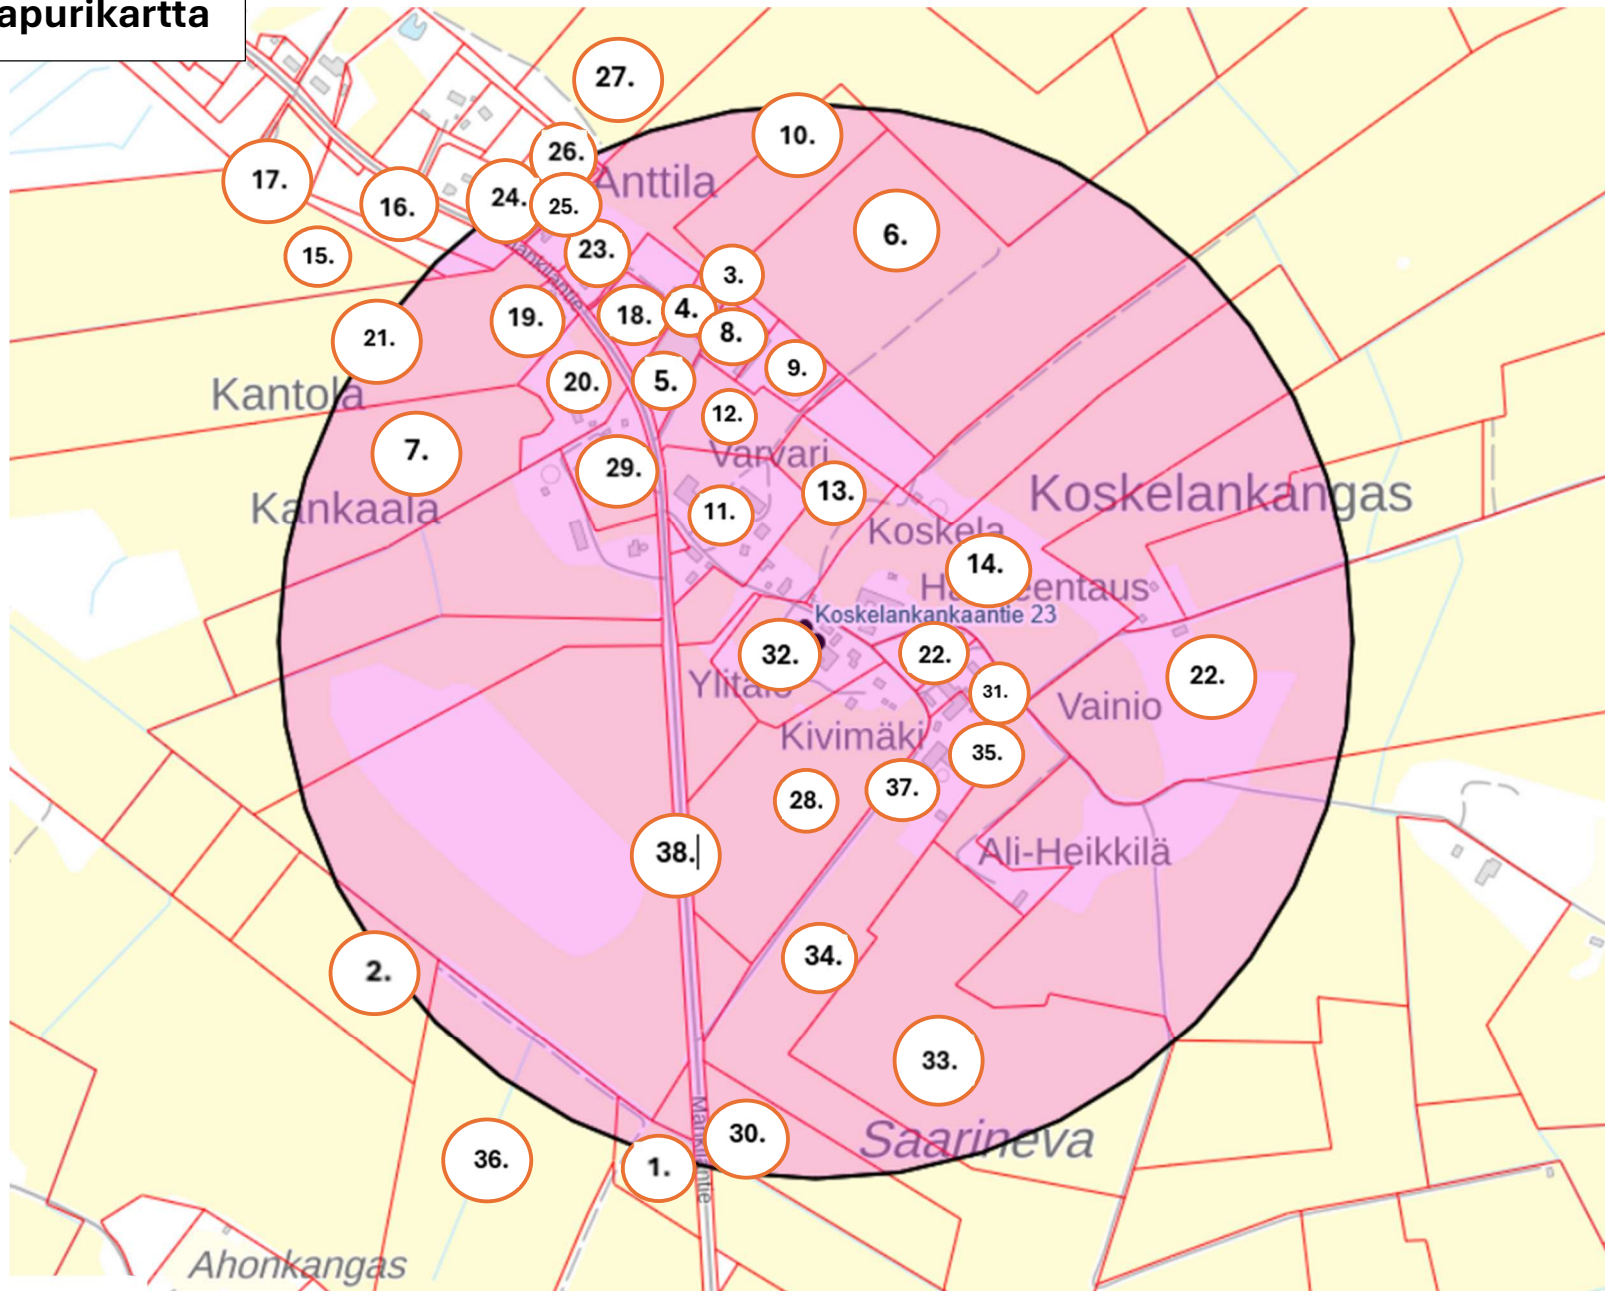 apurikartta
27.
10.
26.
17.
Anttila
24.
25.
16.
6.
15.
23.
3.
Mankilantie
4.
18.
19.
8.
21.
9.
20.
5.
Kantola
12.
7.
Varvari
29.
13.
Koskelankangas
Kankaala
11.
Koskela
14.
Koskelankankaantie 23
32.
22.
22.
31.
Vainio
Kivimäki
35.
37.
28.
38.
Ali-Heikkilä
34.
2.
33.
Mankilantie
30.
Saarineva
36.
1.
Ahonkangas